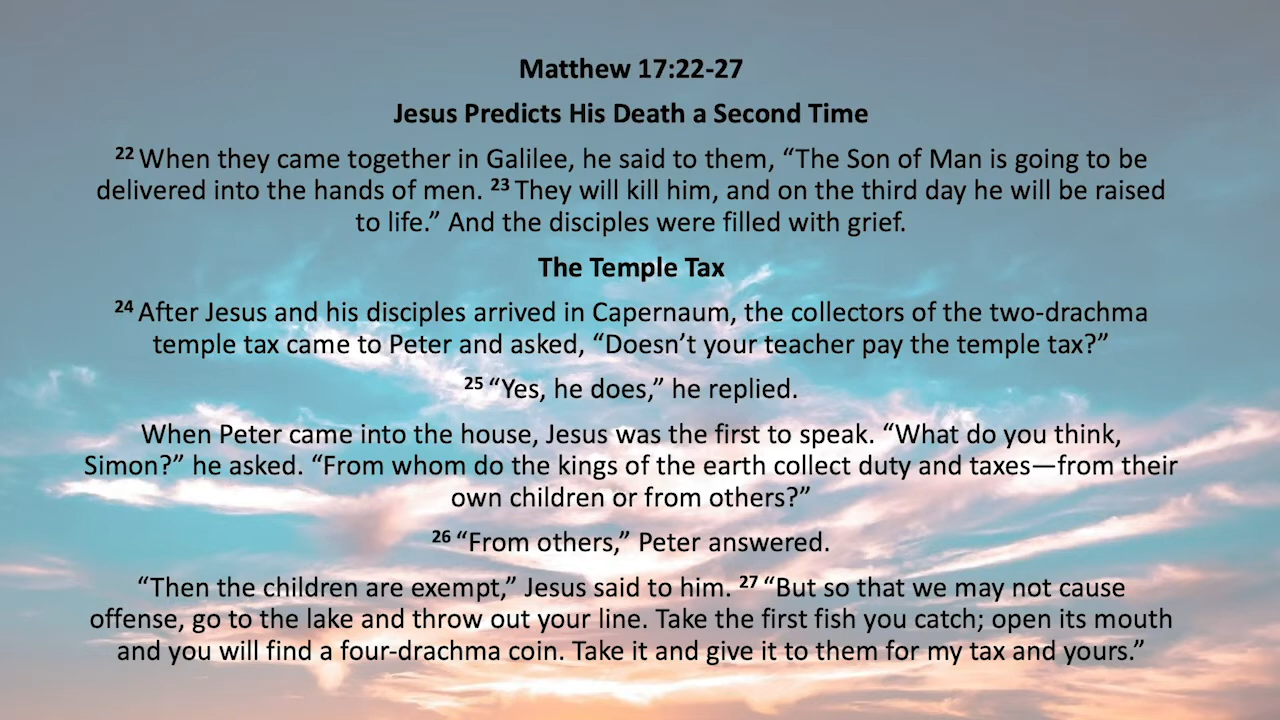 Matthew 17:22-27
Jesus Predicts His Death a Second Time
22 When they came together in Galilee, he said to them, “The Son of Man is going to be
delivered into the hands of men. 23 They will kill him, and on the third day he will be raised
to life.” And the disciples were filled with grief.
The Temple Tax
24 After Jesus and his disciples arrived in Capernaum, the collectors of the two-drachma
temple tax came to Peter and asked, “Doesn’t your teacher pay the temple tax?”
25 “Yes, he does,” he replied.
When Peter came into the house, Jesus was the first to speak. “What do you think,
Simon?” he asked. “From whom do the kings of the earth collect duty and taxes—from their
own children or from others?”
26 “From others,” Peter answered.
“Then the children are exempt,” Jesus said to him. 27 “But so that we may not cause
offense, go to the lake and throw out your line. Take the first fish you catch; open its mouth
and you will find a four-drachma coin. Take it and give it to them for my tax and yours.”